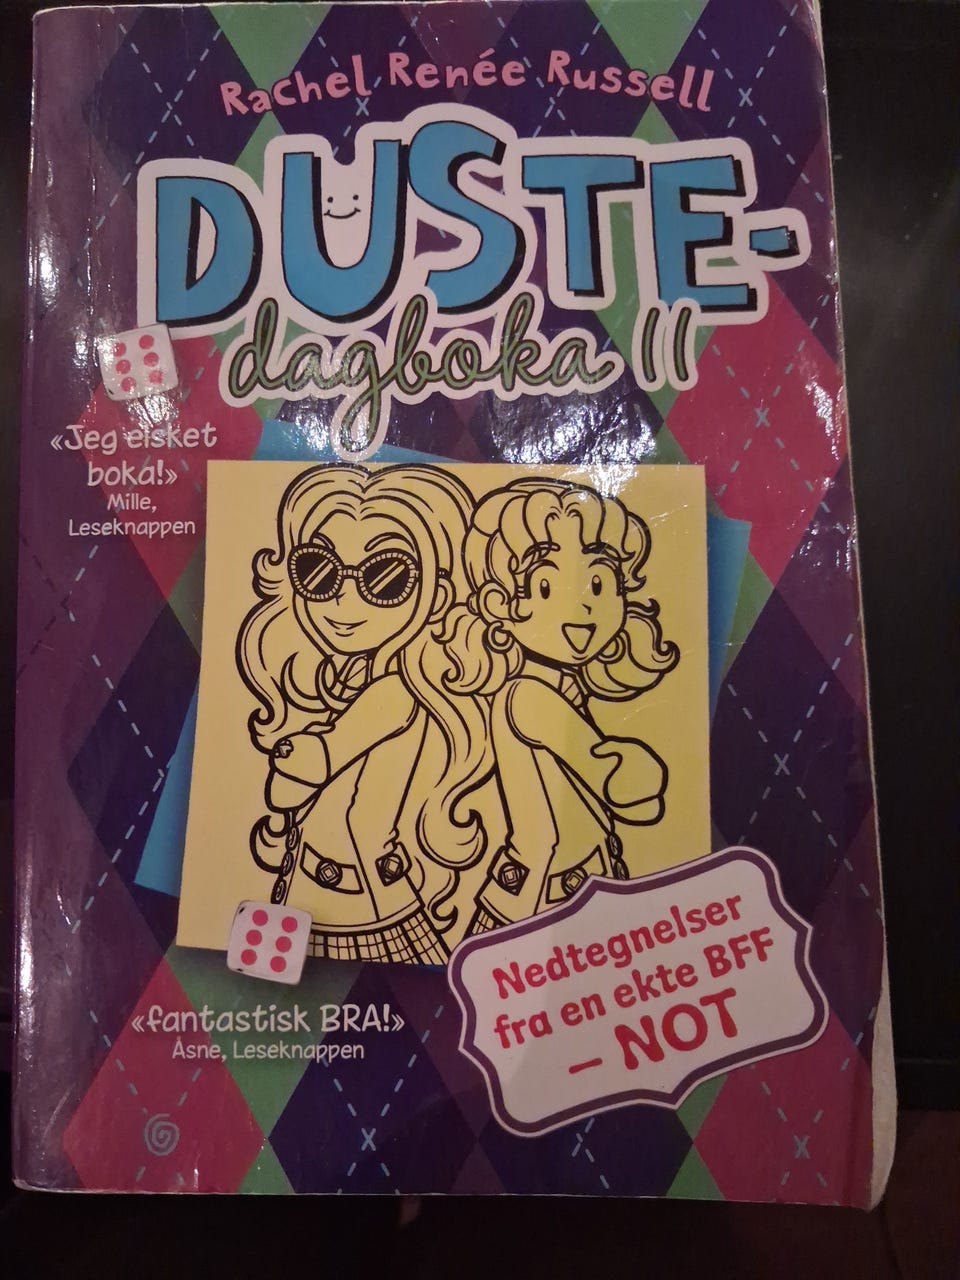 Rachel Renée Russell
DUSTE-
dagboka 11
«Jeg elsket
boka!»
Mille,
Leseknappen
Nedtegnelser
fra en ekte BFF
– NOT
«fantastisk BRA!»
Åsne, Leseknappen